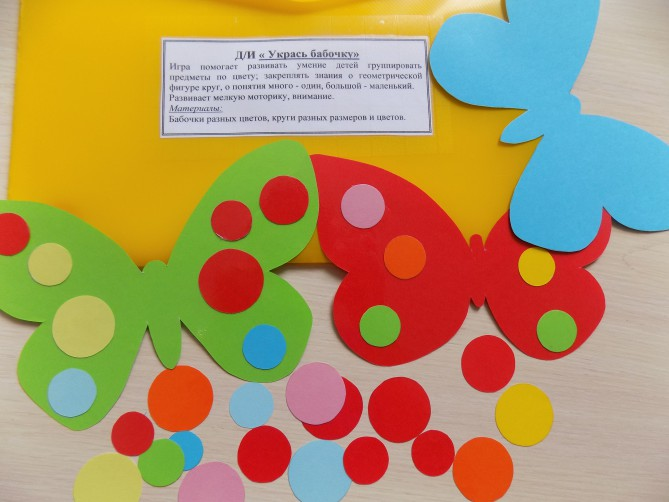 Д/И « Укрась бабочку»
Игра помогает развивать умение детей группировать
предметы по цвету; закреплять знания о геометрической
фигуре круг, о понятия много - один, большой - маленький.
Развивает мелкую моторику, внимание.
Материалы:
Бабочки разных цветов, круги разных размеров и цветов.